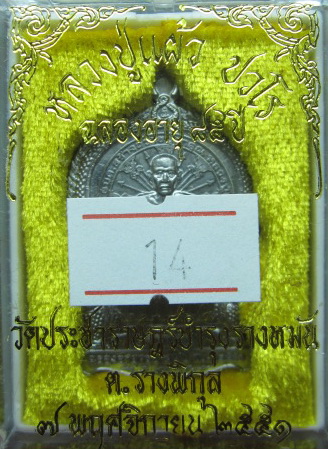 หลวงปู่แผ้ว ปวโร
ฉลองอายุ ๘๕ ปี
14
วัดประชาราษฎร์บำรุง รางหมัน
ต.รางพิกุล
๗ พฤศจิกายน ๒๕๕๑